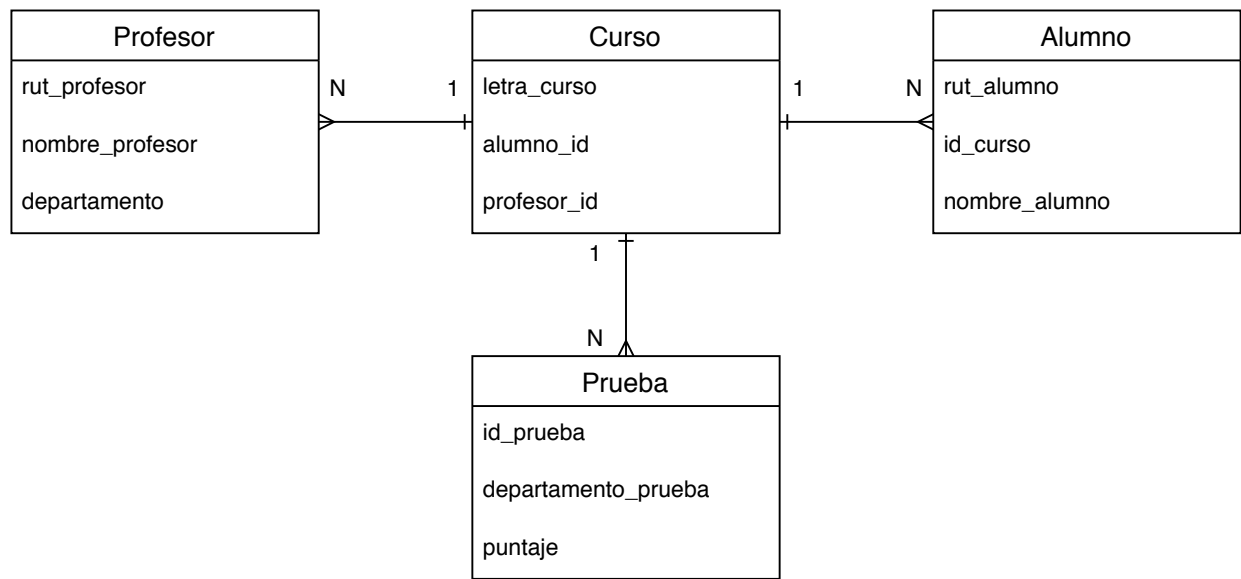 Profesor
rut_profesor
nombre_profesor
departamento
N
1
Curso
letra_curso
alumno_id
profesor_id
1
N
Alumno
rut_alumno
id_curso
nombre_alumno
1
N
Prueba
id_prueba
departamento_prueba
puntaje